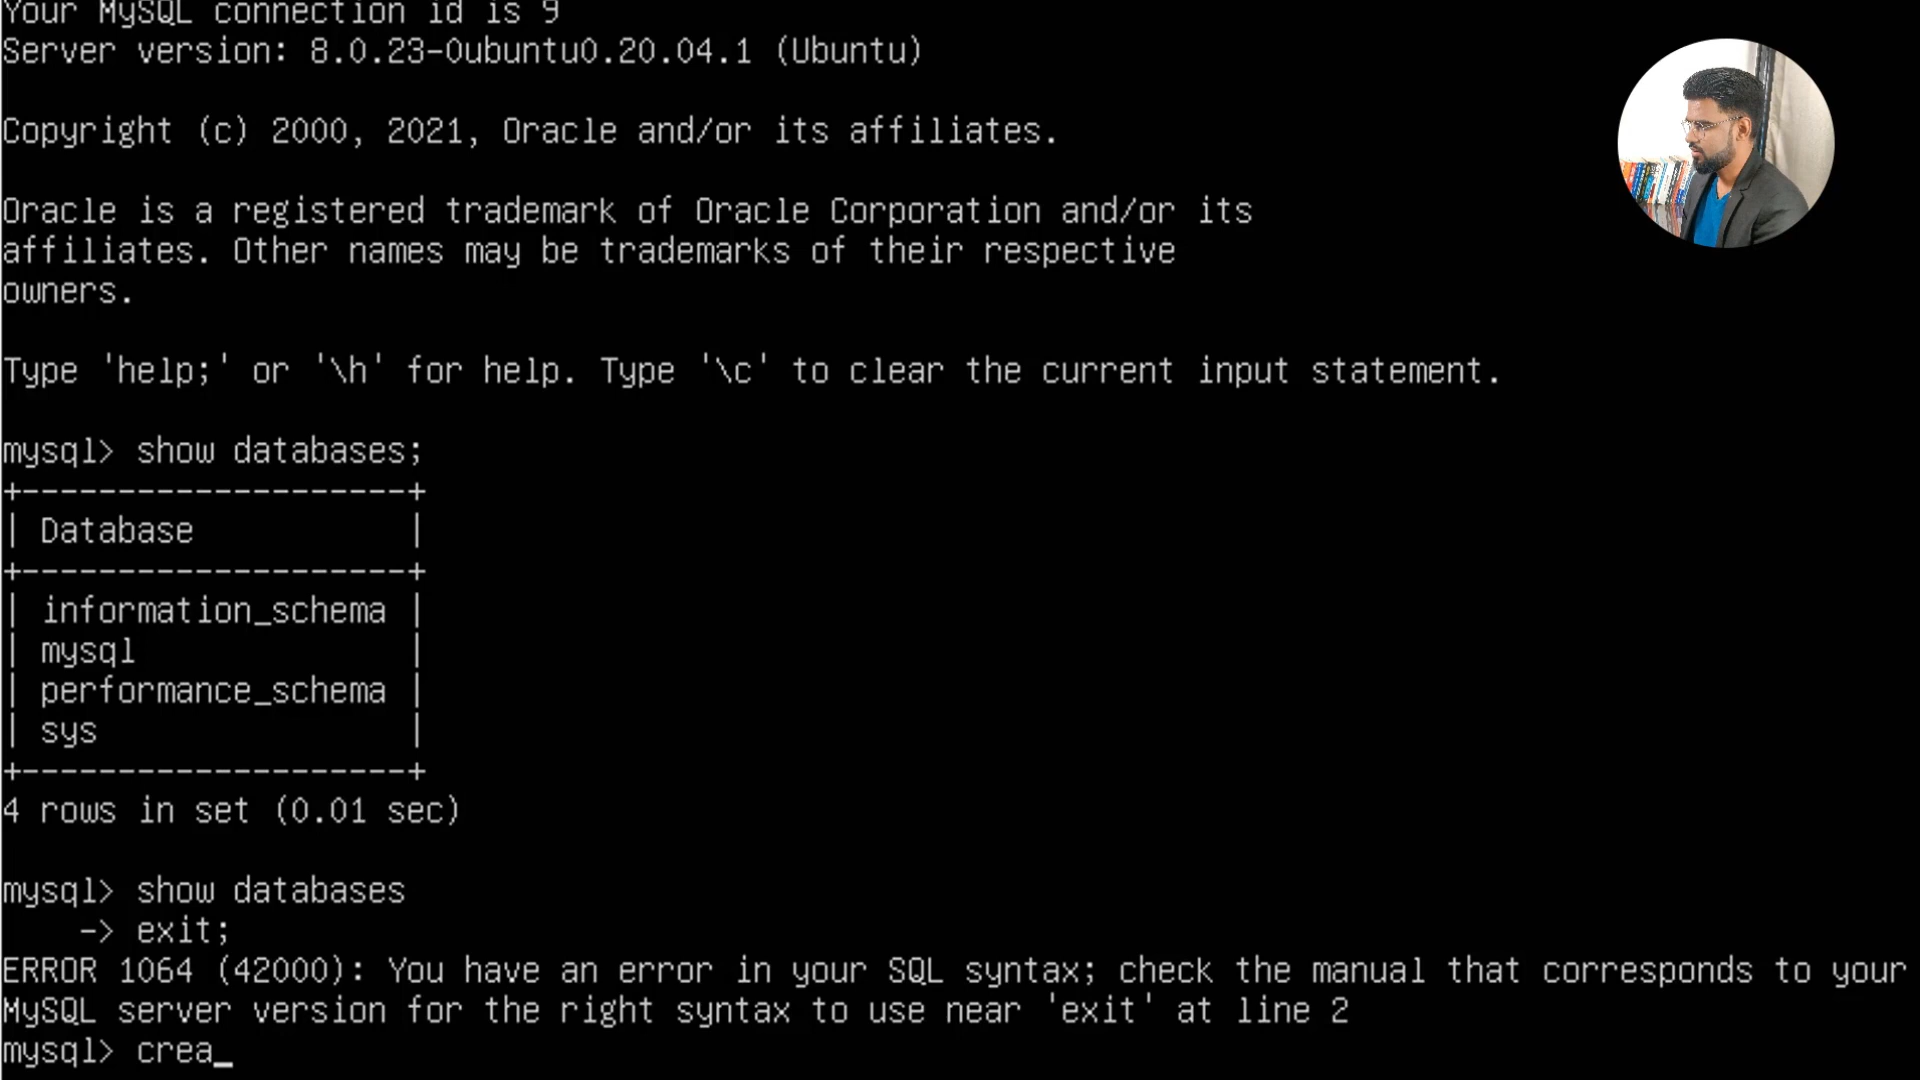 Your MySQL connection id is 9
Server version: 8.0.23-0ubuntu0.20.04.1 (Ubuntu)
Copyright (c) 2000, 2021, Oracle and/or its affiliates.
Oracle is a registered trademark of Oracle Corporation and/or its
affiliates. Other names may be trademarks of their respective
owners.
Type 'help;' or '\h' for help. Type '\c' to clear the current input statement.
mysql> show databases;
+--------------------+
| Database           |
+--------------------+
| information_schema |
| mysql              |
| performance_schema |
| sys                |
+--------------------+
4 rows in set (0.01 sec)
mysql> show databases
    -> exit;
ERROR 1064 (42000): You have an error in your SQL syntax; check the manual that corresponds to your
MySQL server version for the right syntax to use near 'exit' at line 2
mysql> crea_